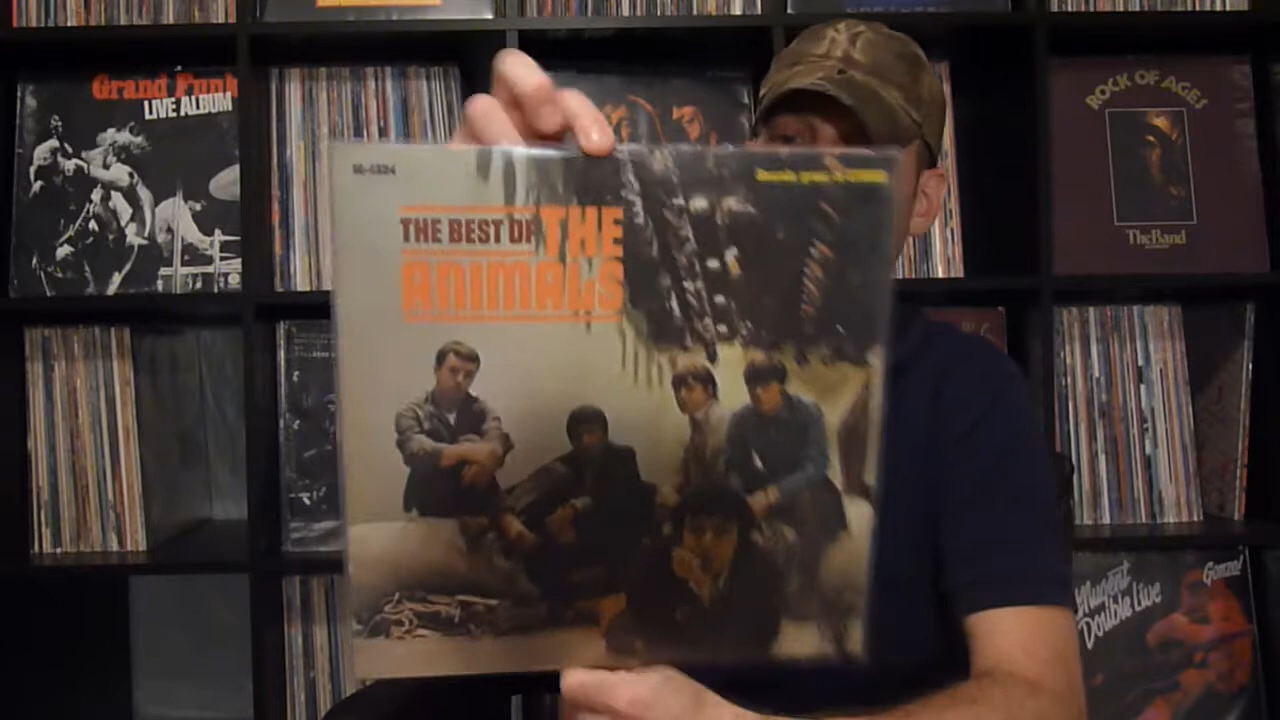 Grand Funk
LIVE ALBUM
THE BEST OF THE
ANIMALS
ROCK OF AGES
The Band
Nugent
Double Live
Gonzo!